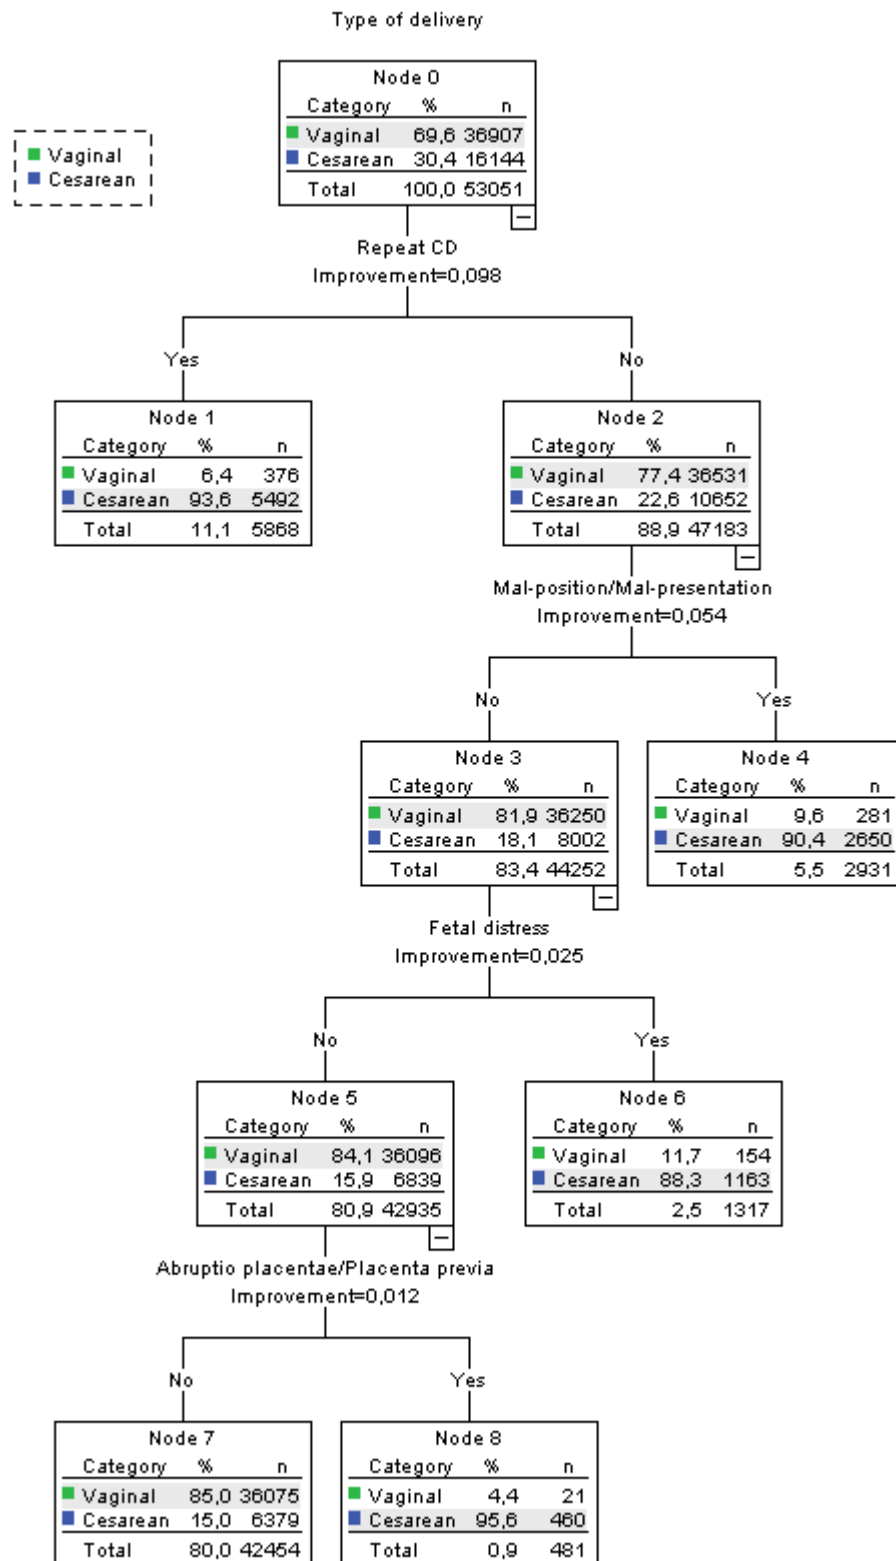 Type of delivery
Vaginal
Cesarean
Node 0
Category % n
Vaginal 69,6 36907
Cesarean 30,4 16144
Total 100,0 53051
Repeat CD
Improvement=0,098
Yes
No
Node 1
Category % n
Vaginal 6,4 376
Cesarean 93,6 5492
Total 11,1 5868
Node 2
Category % n
Vaginal 77,4 36531
Cesarean 22,6 10652
Total 88,9 47183
Mal-position/Mal-presentation
Improvement=0,054
No
Yes
Node 3
Category % n
Vaginal 81,9 36250
Cesarean 18,1 8002
Total 83,4 44252
Node 4
Category % n
Vaginal 9,6 281
Cesarean 90,4 2650
Total 5,5 2931
Fetal distress
Improvement=0,025
No
Yes
Node 5
Category % n
Vaginal 84,1 36096
Cesarean 15,9 6839
Total 80,9 42935
Node 6
Category % n
Vaginal 11,7 154
Cesarean 88,3 1163
Total 2,5 1317
Abruptio placentae/Placenta previa
Improvement=0,012
No
Yes
Node 7
Category % n
Vaginal 85,0 36075
Cesarean 15,0 6379
Total 80,0 42454
Node 8
Category % n
Vaginal 4,4 21
Cesarean 95,6 460
Total 0,9 481